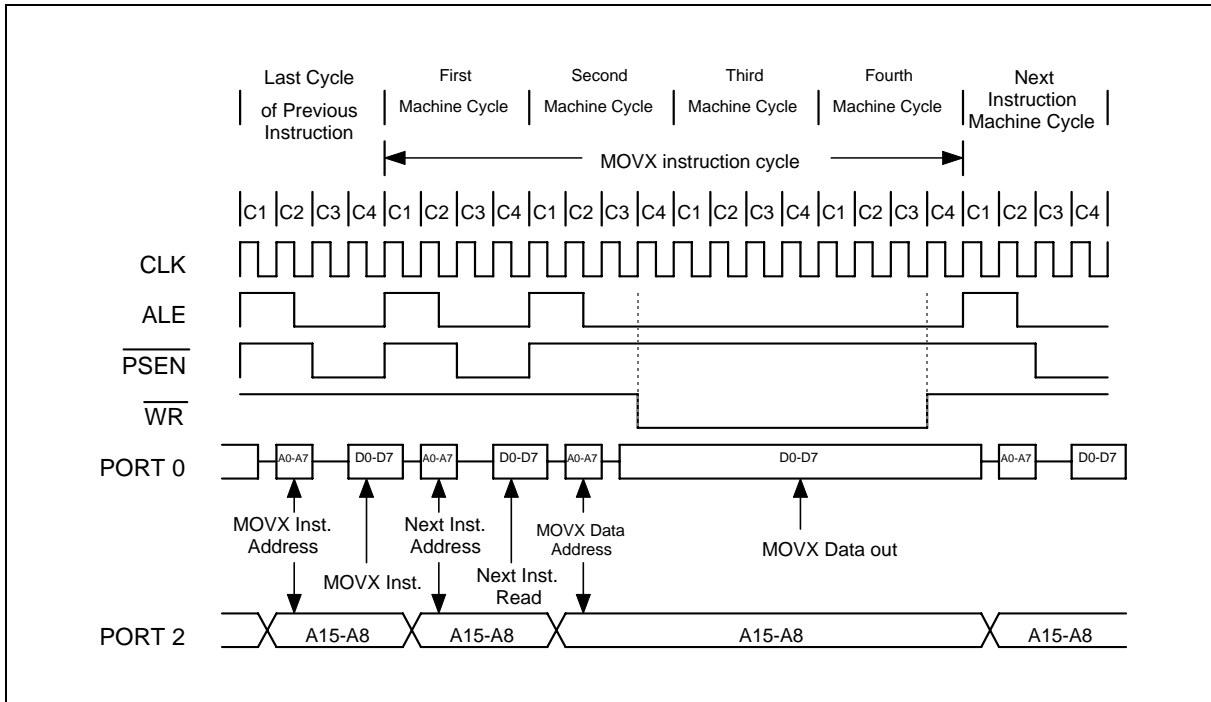 Last Cycle
of Previous
Instruction
First
Machine Cycle
Second
Machine Cycle
Third
Machine Cycle
Fourth
Machine Cycle
Next
Instruction
Machine Cycle
MOVX instruction cycle
C1 C2 C3 C4 C1 C2 C3 C4 C1 C2 C3 C4 C1 C2 C3 C4 C1 C2 C3 C4 C1 C2 C3 C4
CLK
ALE
PSEN
WR
PORT 0
A0-A7 D0-D7 A0-A7 D0-D7 A0-A7 D0-D7 A0-A7 D0-D7
MOVX Inst.
Address
MOVX Inst.
Next Inst.
Address
Next Inst.
Read
MOVX Data
Address
MOVX Data out
PORT 2
A15-A8 A15-A8 A15-A8 A15-A8